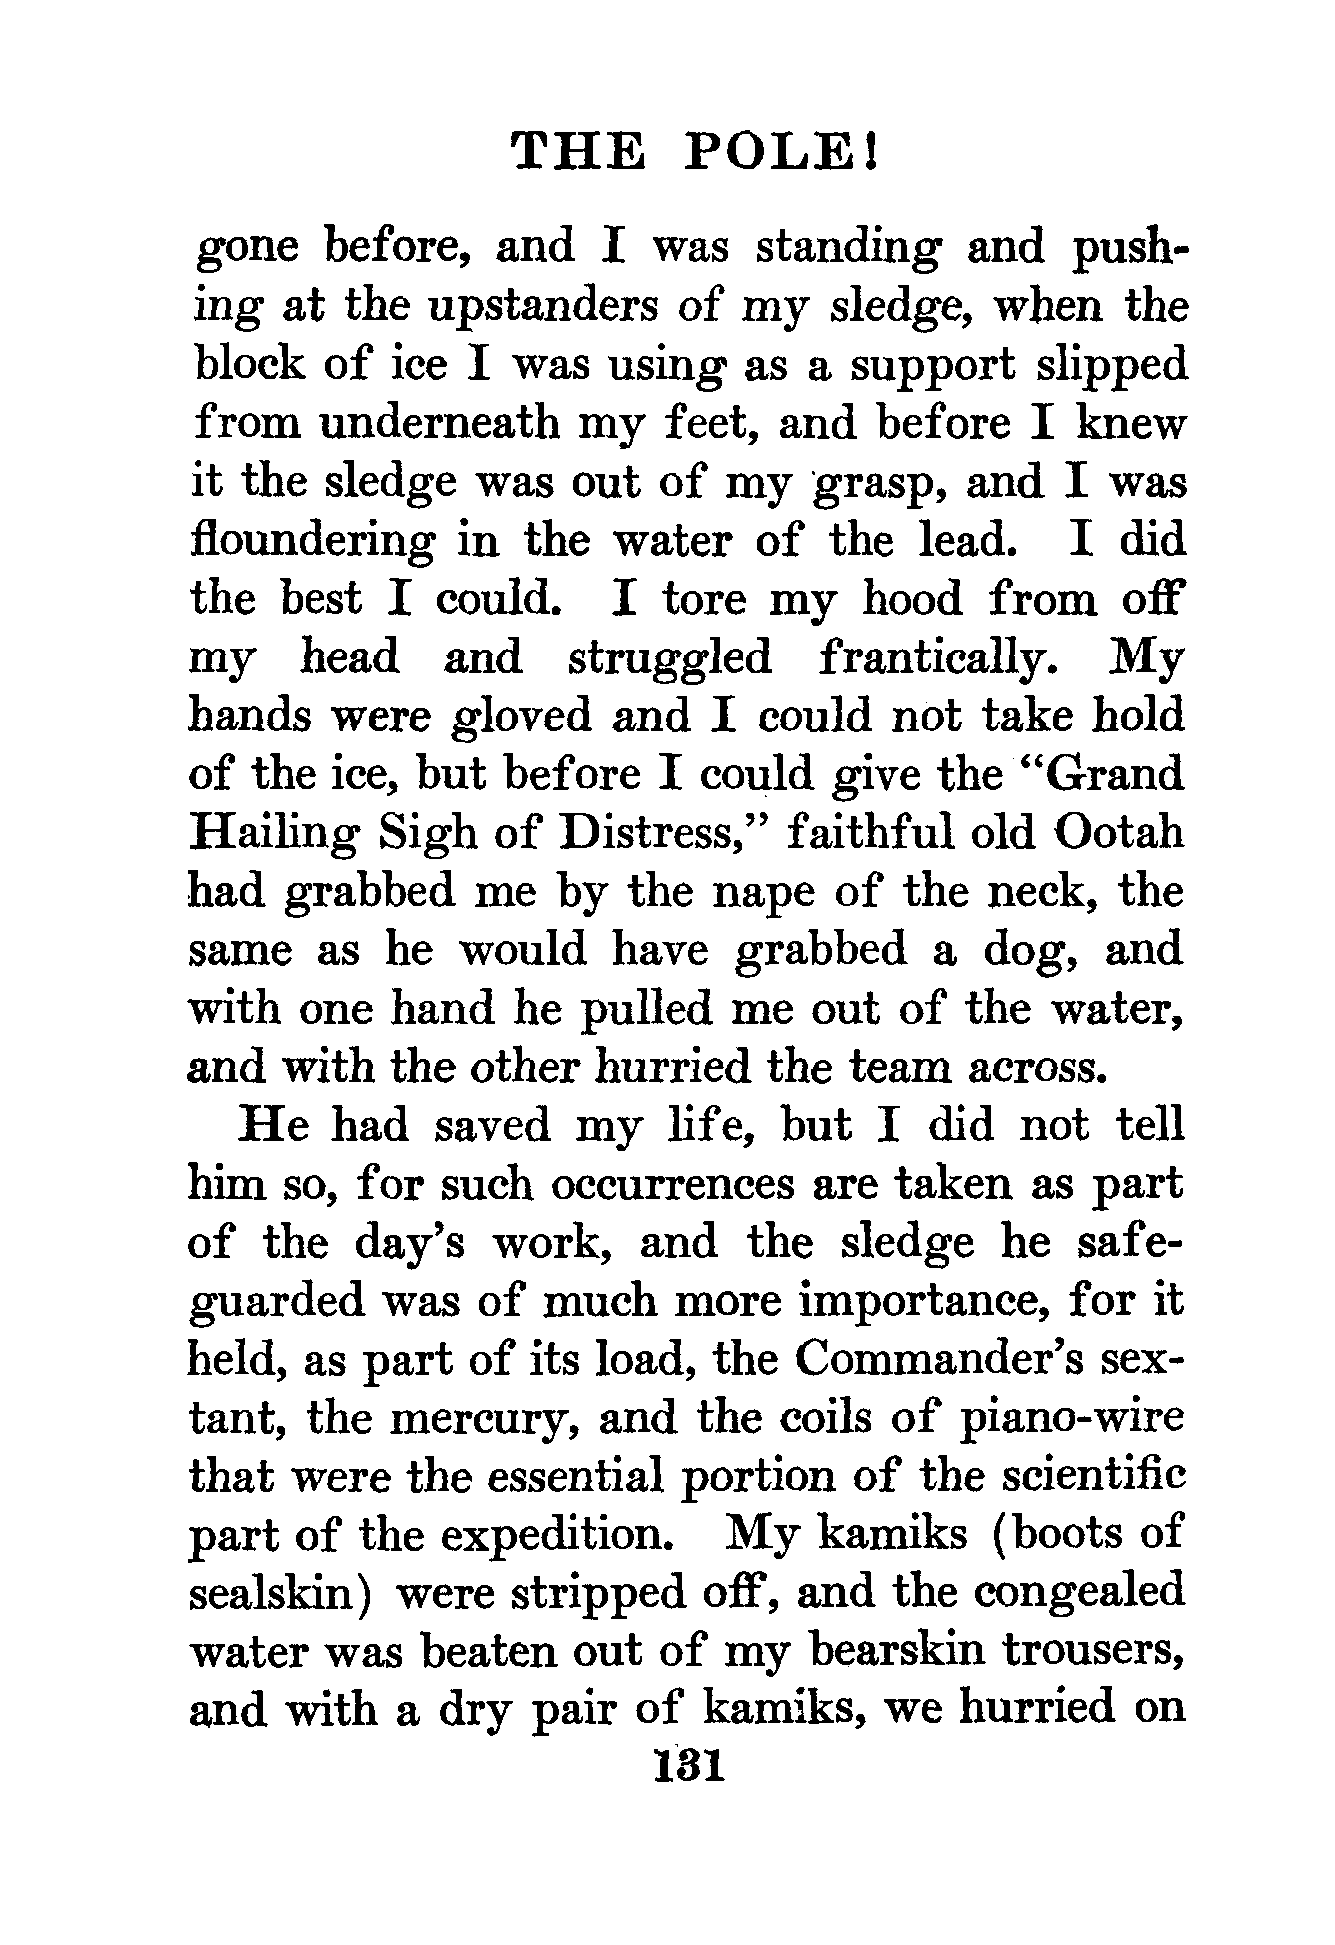 THE POLE!
gone before, and I was standing and push-
ing at the upstanders of my sledge, when the
block of ice I was using as a support slipped
from underneath my feet, and before I knew
it the sledge was out of my grasp, and I was
floundering in the water of the lead. I did
the best I could. I tore my hood from off
my head and struggled frantically. My
hands were gloved and I could not take hold
of the ice, but before I could give the “Grand
Hailing Sigh of Distress,” faithful old Ootah
had grabbed me by the nape of the neck, the
same as he would have grabbed a dog, and
with one hand he pulled me out of the water,
and with the other hurried the team across.
He had saved my life, but I did not tell
him so, for such occurrences are taken as part
of the day’s work, and the sledge he safe-
guarded was of much more importance, for it
held, as part of its load, the Commander’s sex-
tant, the mercury, and the coils of piano-wire
that were the essential portion of the scientific
part of the expedition. My kamiks (boots of
sealskin) were stripped off, and the congealed
water was beaten out of my bearskin trousers,
and with a dry pair of kamiks, we hurried on
131